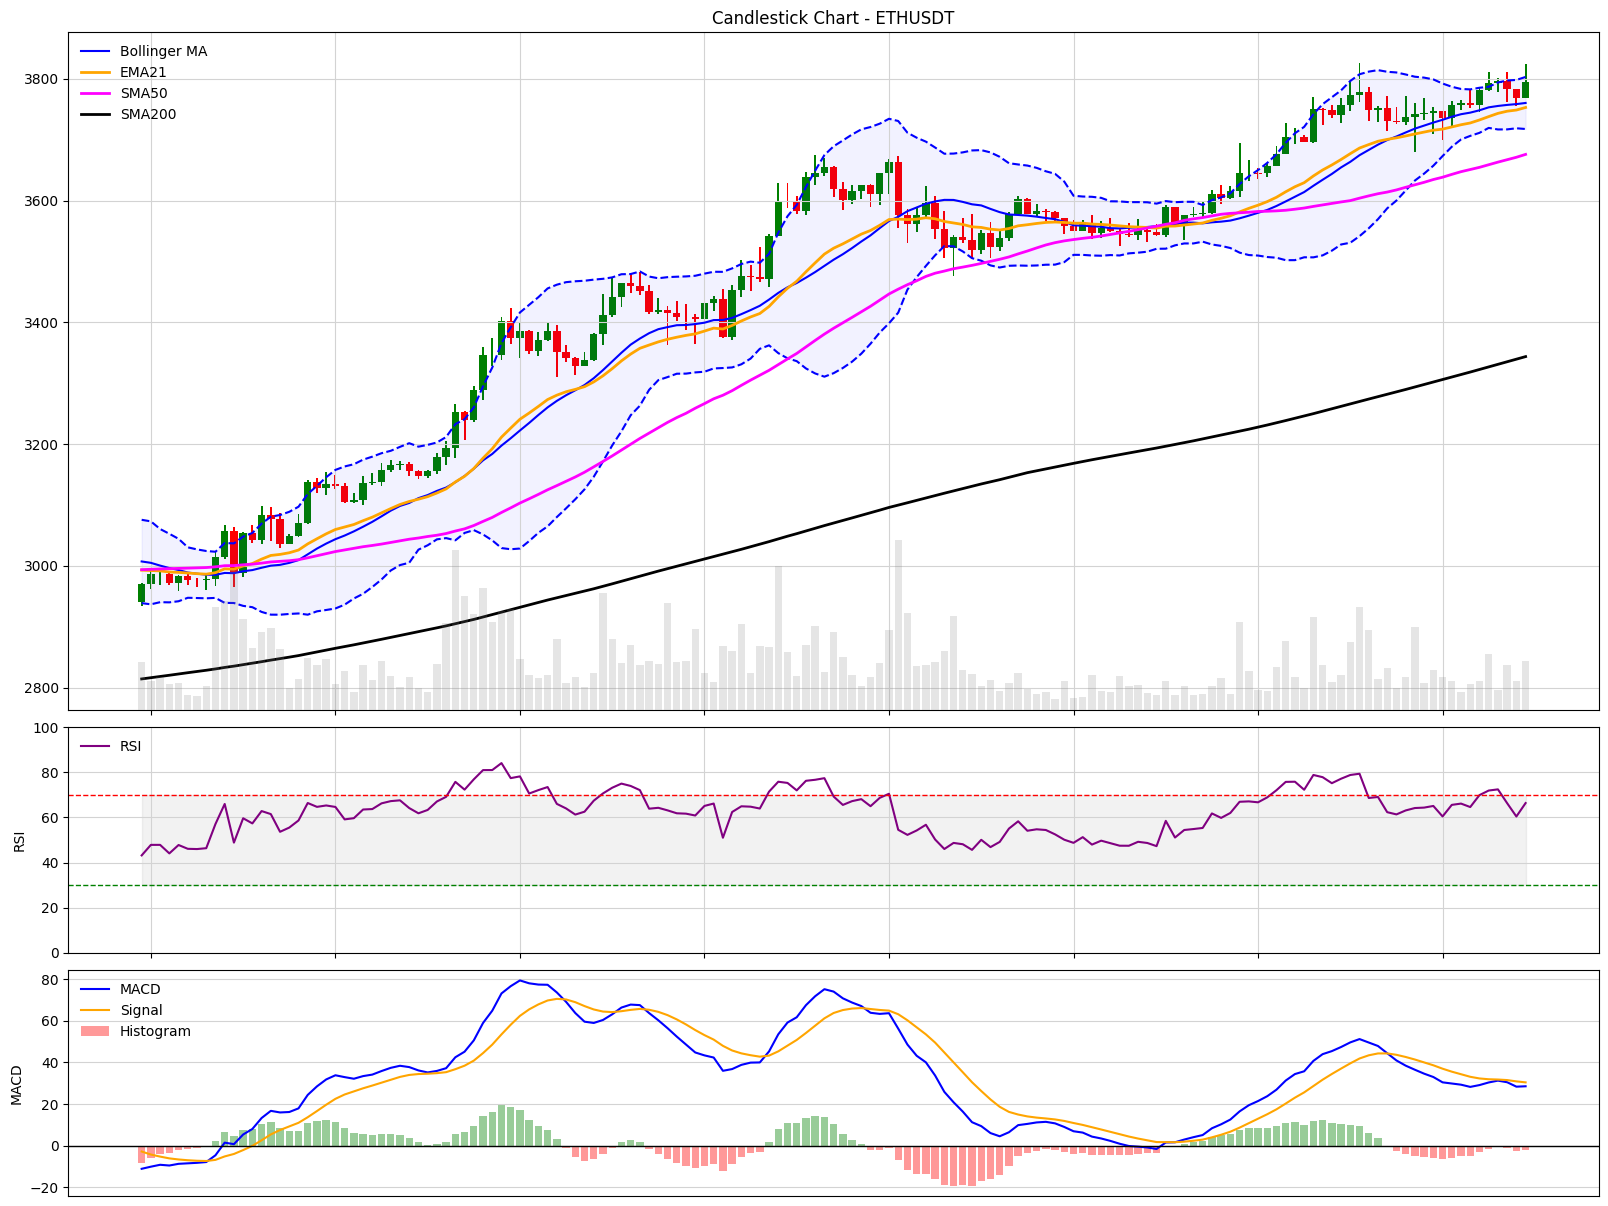 Candlestick Chart - ETHUSDT
Bollinger MA
EMA21
SMA50
SMA200
3800
3600
3400
3200
3000
2800
RSI
100
80
60
40
20
0
RSI
MACD
Signal
Histogram
80
60
40
20
0
−20
MACD